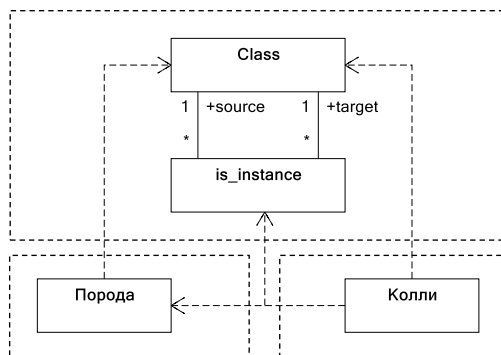 Class
1 +source 1 +target
* *
is_instance
Порода Колли